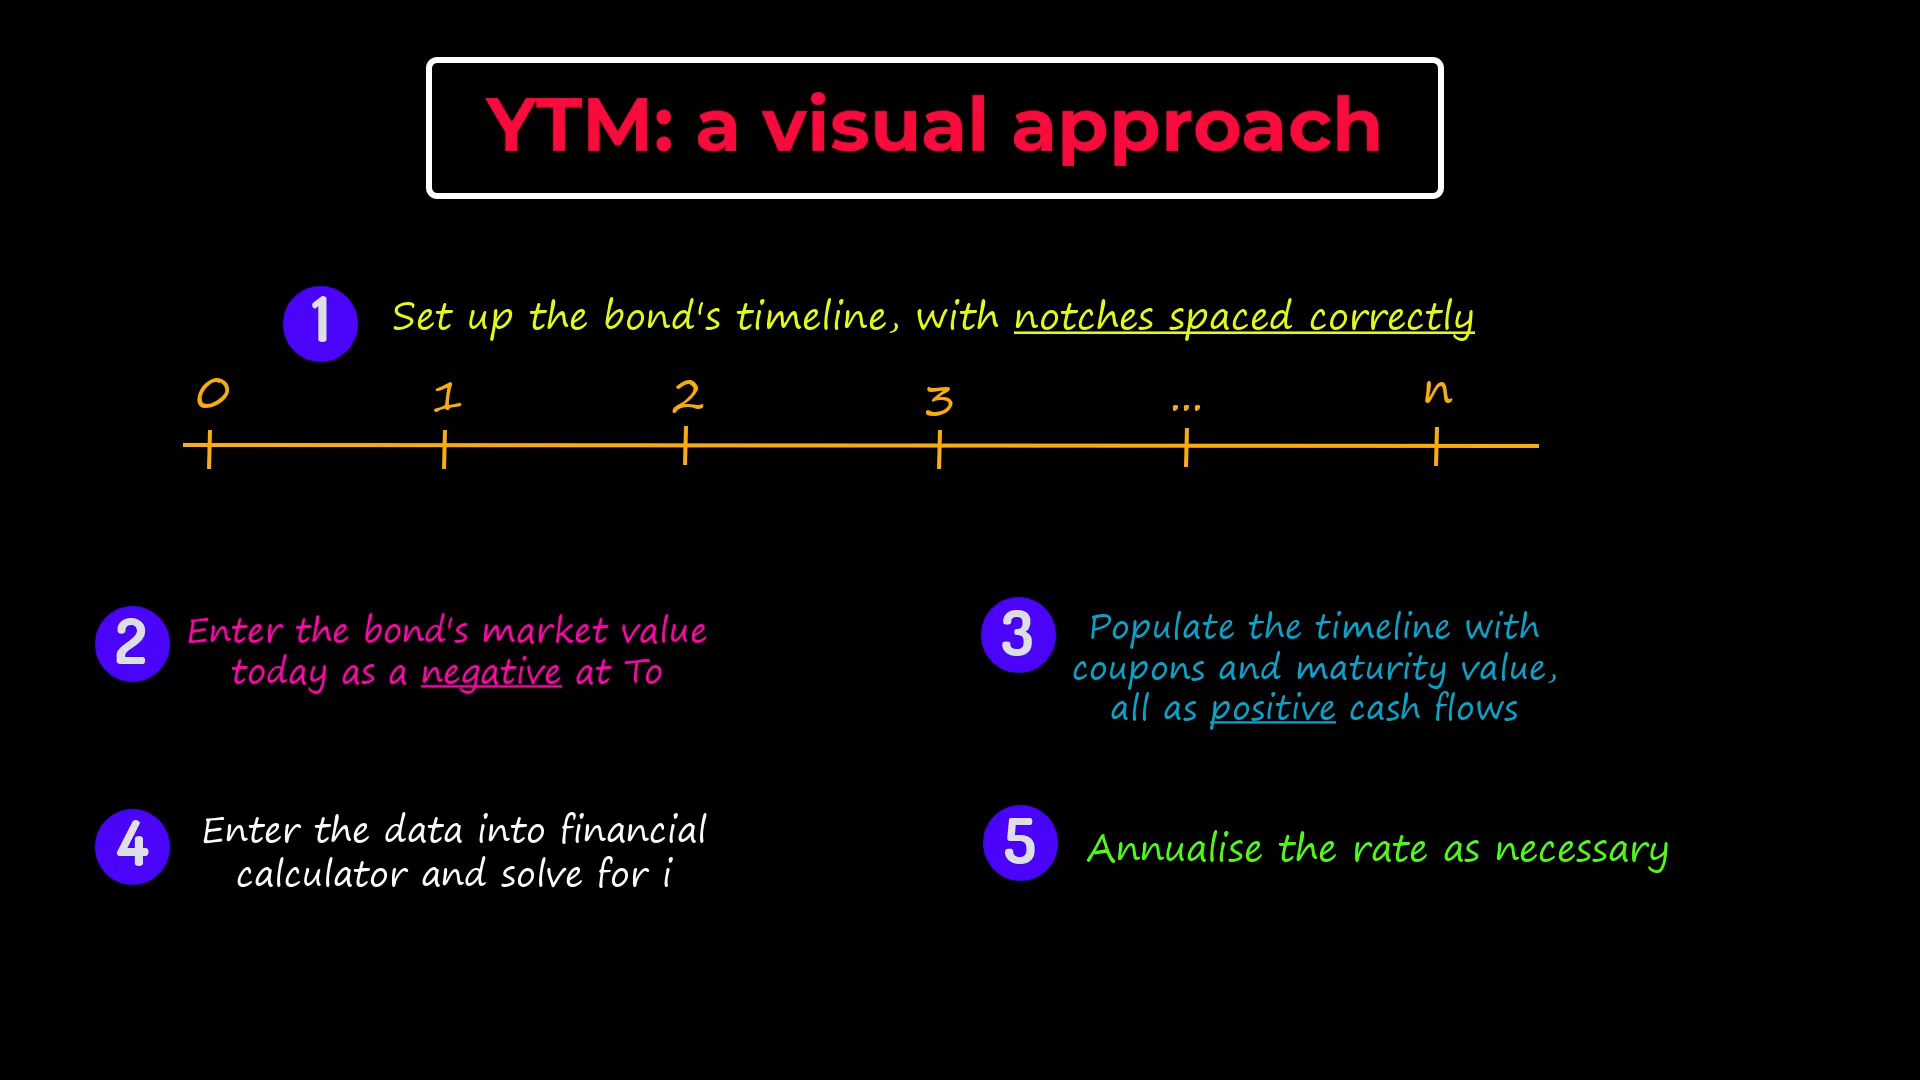 YTM: a visual approach
1 Set up the bond's timeline, with notches spaced correctly
0 1 2 3 ... n
2 Enter the bond's market value
today as a negative at To
3 Populate the timeline with
coupons and maturity value,
all as positive cash flows
4 Enter the data into financial
calculator and solve for i
5 Annualise the rate as necessary